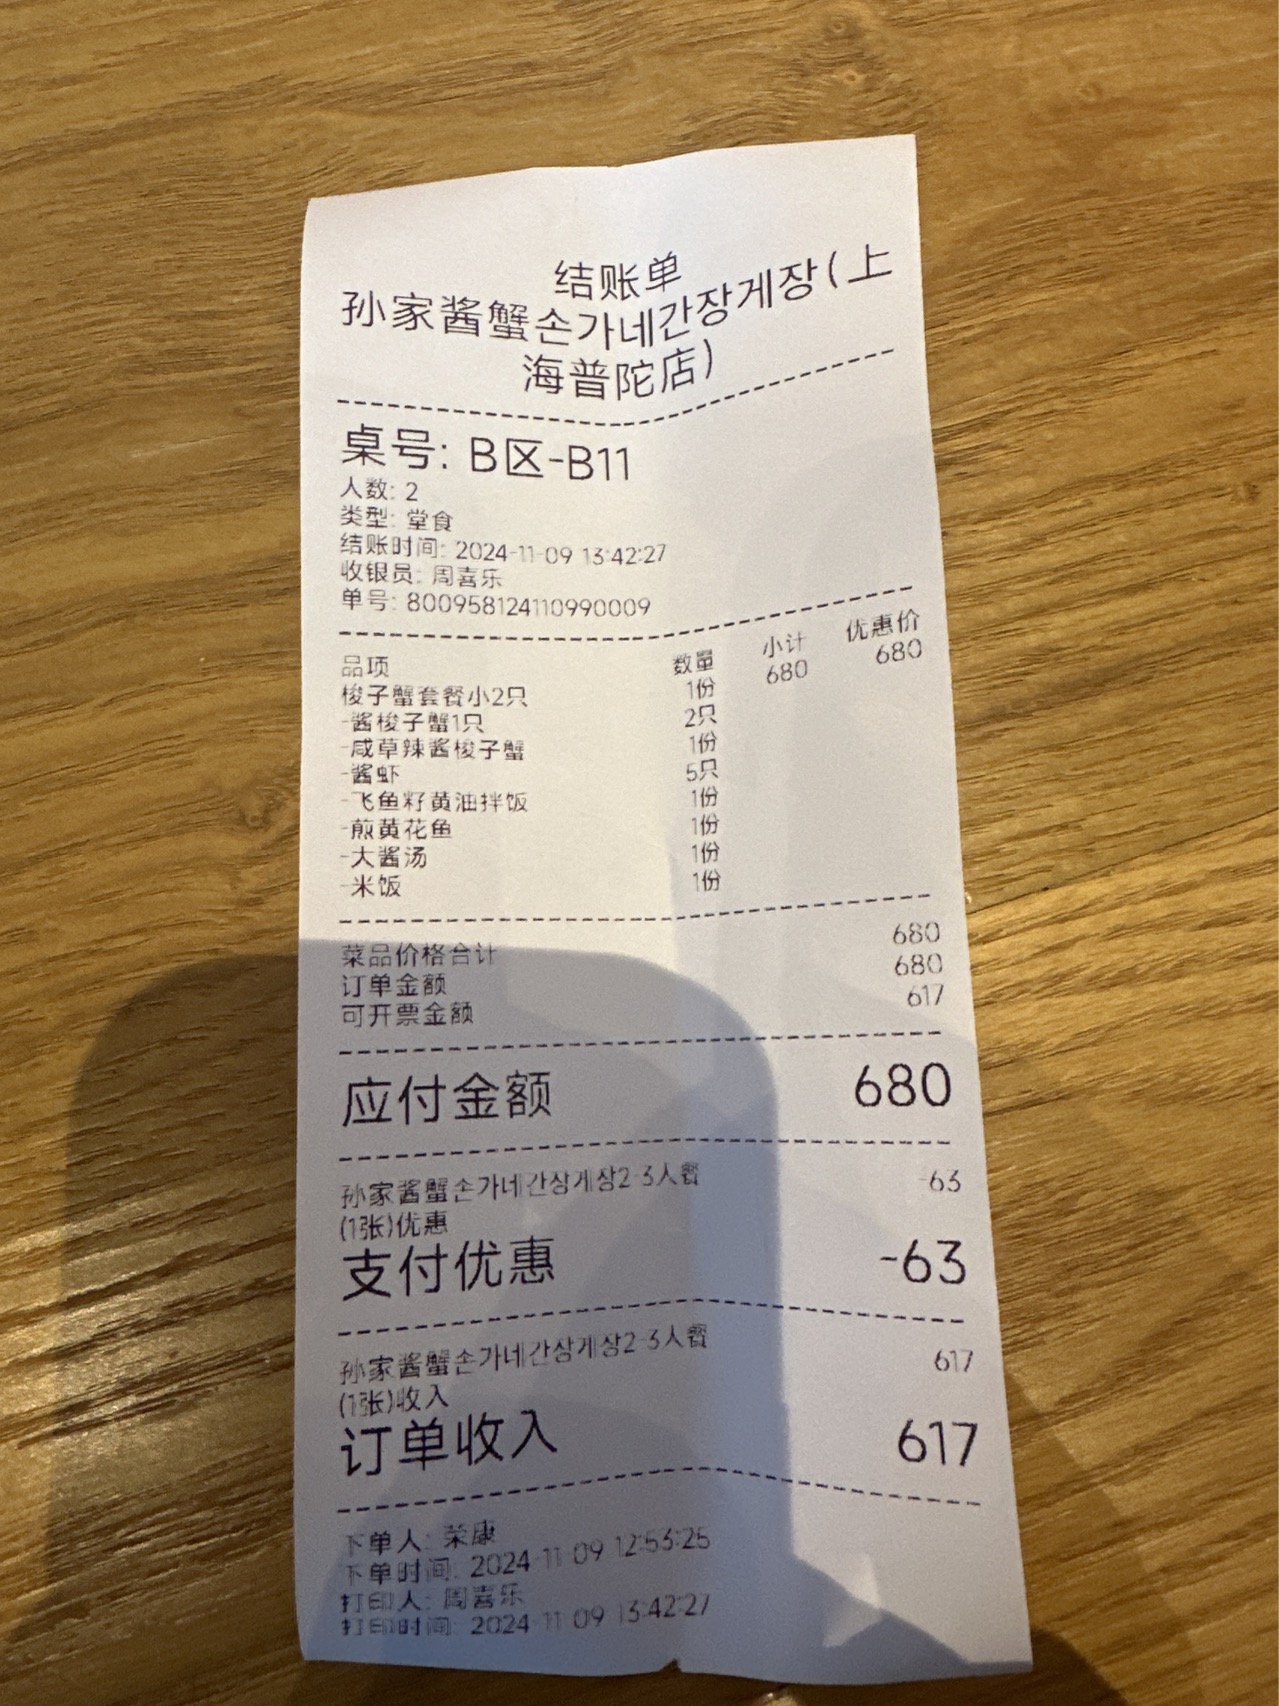 结账单
孙家酱蟹손가네간장게장(上
海普陀店)
桌号: B区-B11
人数: 2
类型: 堂食
结账时间: 2024-11-09 13:42:27
收银员: 周喜乐
单号: 800958124110990009
品项 数量 小计 优惠价
梭子蟹套餐小2只 1份 680 680
-酱梭子蟹1只 2只
-咸草辣酱梭子蟹 1份
-酱虾 5只
-飞鱼籽黄油拌饭 1份
-煎黄花鱼 1份
-大酱汤 1份
-米饭 1份
菜品价格合计 680
订单金额 680
可开票金额 617
应付金额 680
孙家酱蟹손가네간장게장2-3人餐 -63
(1张)优惠
支付优惠 -63
孙家酱蟹손가네간장게장2-3人餐 617
(1张)收入
订单收入 617
下单人: 荣康
下单时间: 2024-11-09 12:53:25
打印人: 周喜乐
打印时间: 2024-11-09 13:42:27